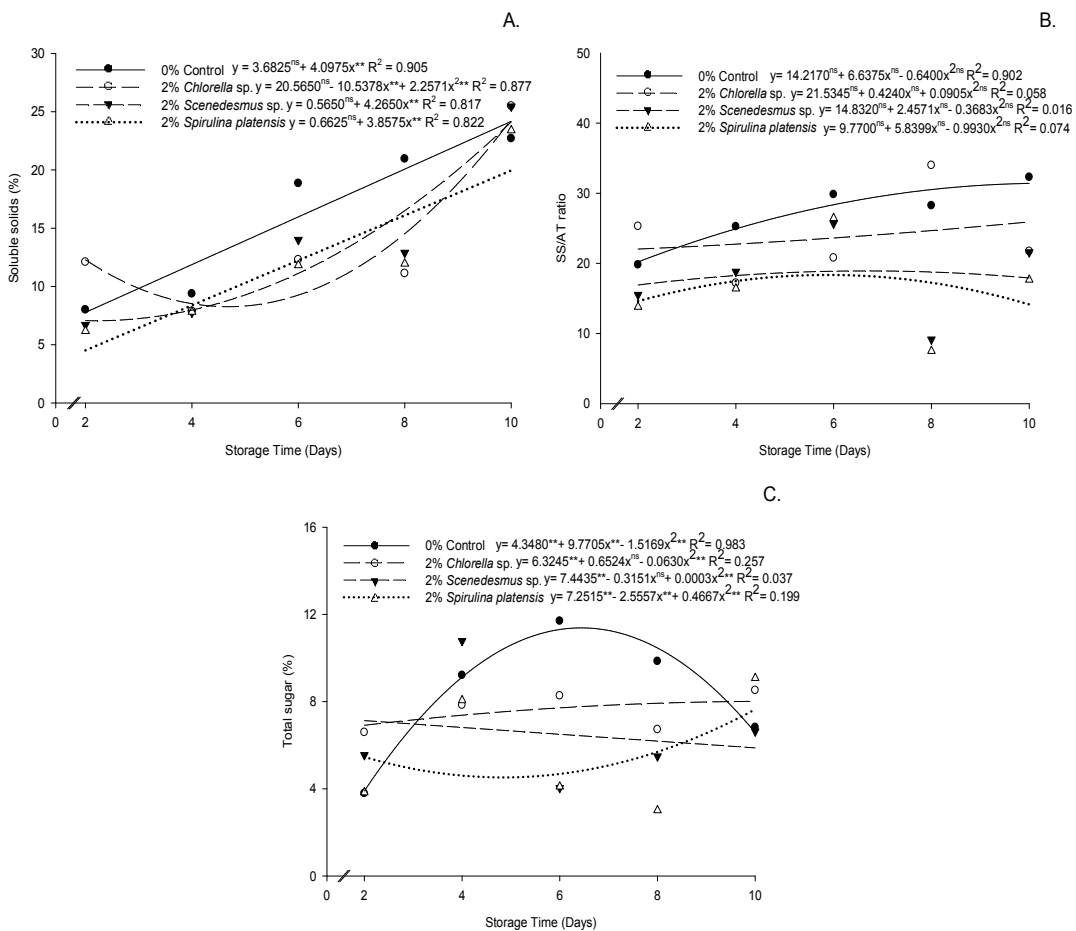 A.
30
25
20
15
10
5
0
Soluble solids (%)
0% Control y = 3.6825ns+ 4.0975x** R2 = 0.905
2% Chlorella sp. y = 20.5650ns- 10.5378x**+ 2.2571x2** R2 = 0.877
2% Scenedesmus sp. y = 0.5650ns+ 4.2650x** R2 = 0.817
2% Spirulina platensis y = 0.6625ns+ 3.8575x** R2 = 0.822
0 2 4 6 8 10
Storage Time (Days)
B.
50
40
30
20
10
0
SS/AT ratio
0% Control y= 14.2170ns+ 6.6375xns- 0.6400x2ns R2= 0.902
2% Chlorella sp. y= 21.5345ns+ 0.4240xns+ 0.0905x2ns R2= 0.058
2% Scenedesmus sp. y= 14.8320ns+ 2.4571xns- 0.3683x2ns R2= 0.016
2% Spirulina platensis y= 9.7700ns+ 5.8399xns- 0.9930x2ns R2= 0.074
0 2 4 6 8 10
Storage Time (Days)
C.
16
12
8
4
0
Total sugar (%)
0% Control y= 4.3480**+ 9.7705x**- 1.5169x2** R2= 0.983
2% Chlorella sp. y= 6.3245**+ 0.6524xns- 0.0630x2** R2= 0.257
2% Scenedesmus sp. y= 7.4435**- 0.3151xns+ 0.0003x2** R2= 0.037
2% Spirulina platensis y= 7.2515**- 2.5557x**+ 0.4667x2** R2= 0.199
0 2 4 6 8 10
Storage Time (Days)